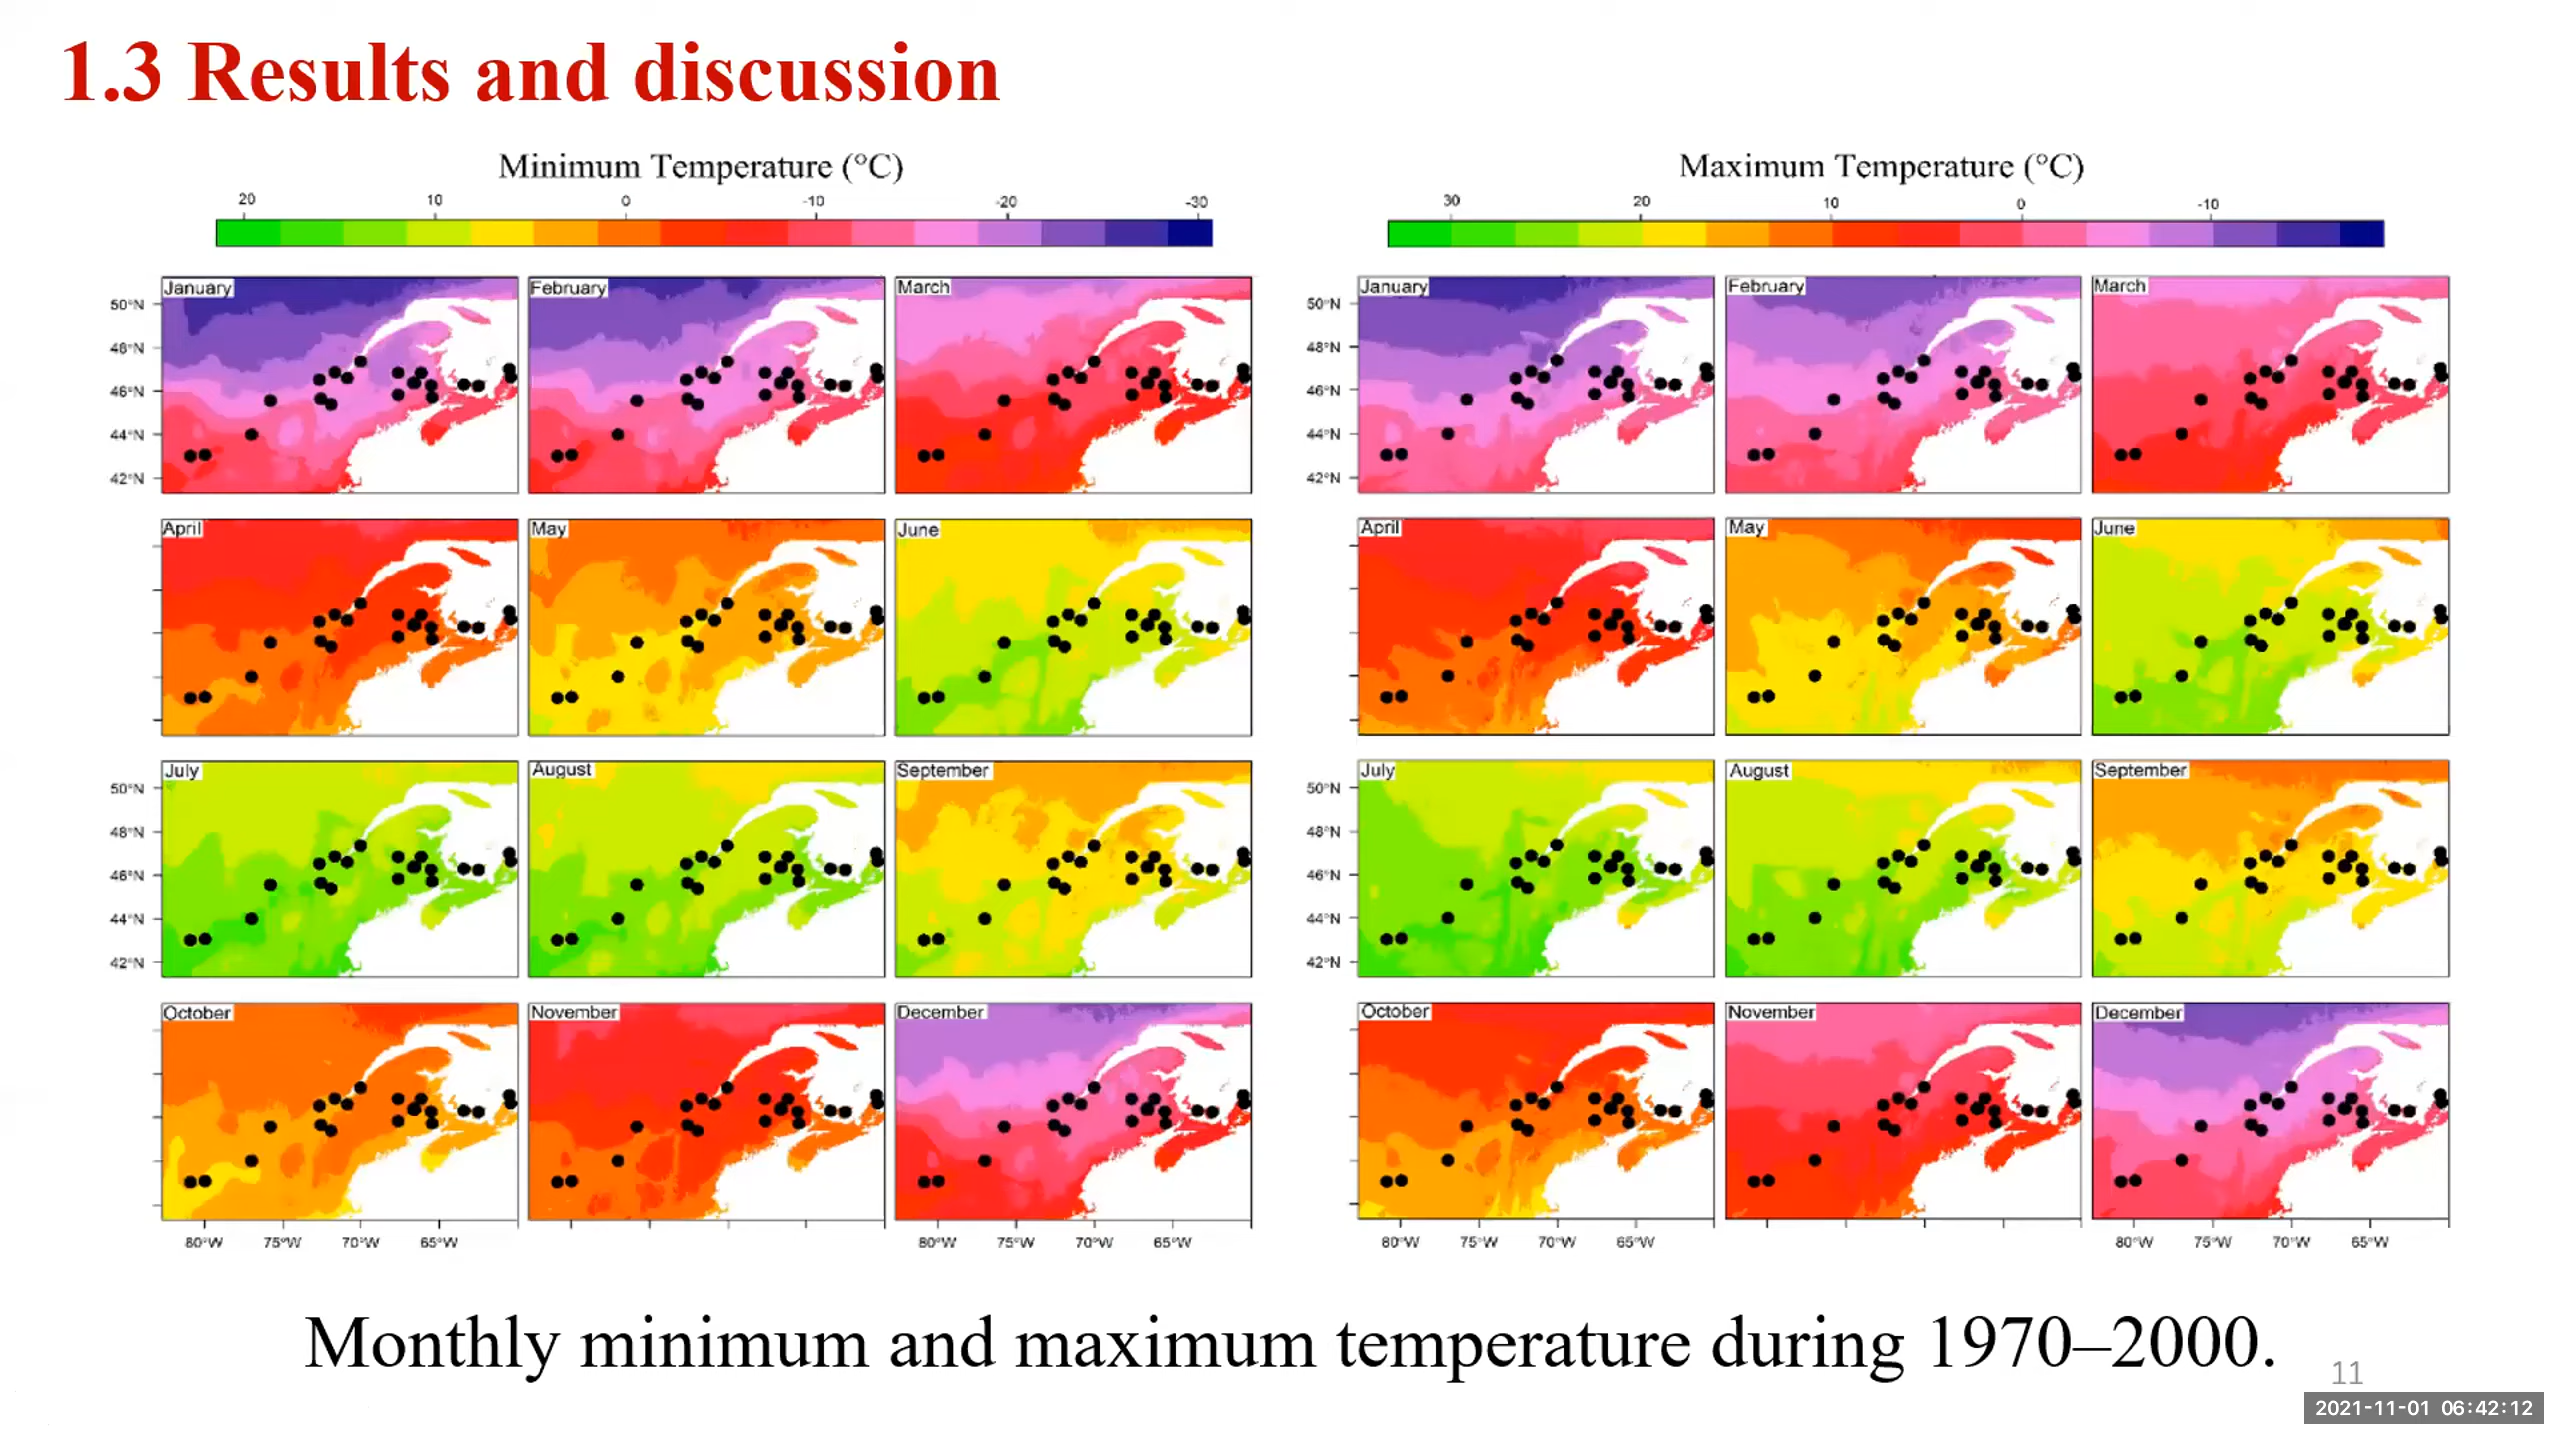 1.3 Results and discussion
Minimum Temperature (°C)
20 10 0 -10 -20 -30
January February March
50°N
48°N
46°N
44°N
42°N
April May June
July August September
50°N
48°N
46°N
44°N
42°N
October November December
80°W 75°W 70°W 65°W 80°W 75°W 70°W 65°W
Maximum Temperature (°C)
30 20 10 0 -10
January February March
50°N
48°N
46°N
44°N
42°N
April May June
July August September
50°N
48°N
46°N
44°N
42°N
October November December
80°W 75°W 70°W 65°W 80°W 75°W 70°W 65°W
Monthly minimum and maximum temperature during 1970–2000.
11
2021-11-01 06:42:12